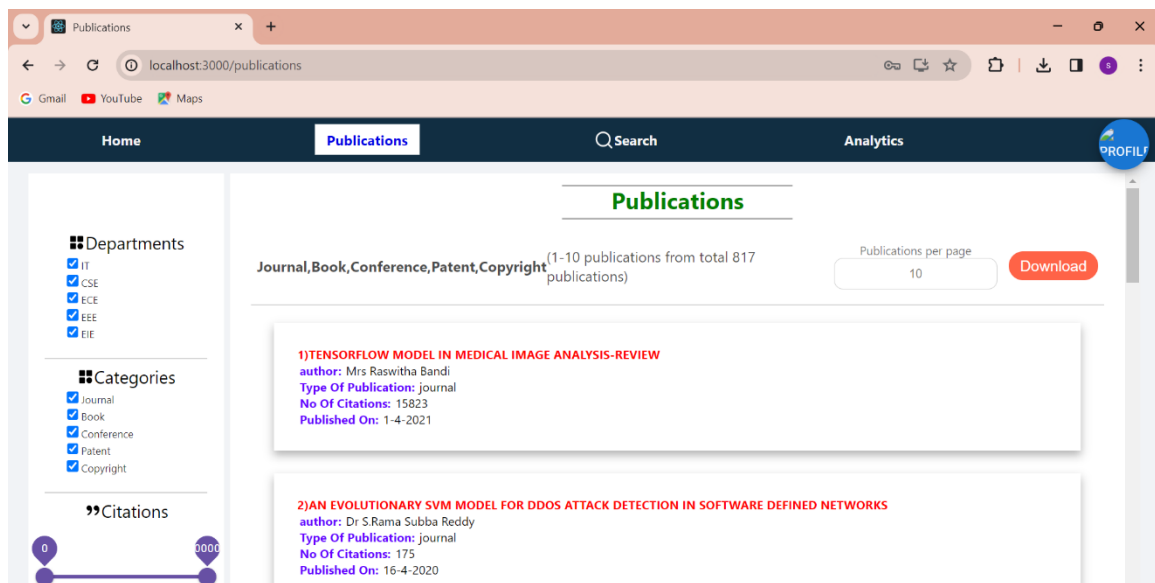 Publications
localhost:3000/publications
s
Gmail YouTube Maps
Home Publications Search Analytics
Publications
Departments
IT
CSE
ECE
EEE
EIE
Categories
Journal
Book
Conference
Patent
Copyright
Citations
0
Journal,Book,Conference,Patent,Copyright(1-10 publications from total 817
publications)
Publications per page
10
Download
1)TENSORFLOW MODEL IN MEDICAL IMAGE ANALYSIS-REVIEW
author: Mrs Raswitha Bandi
Type Of Publication: journal
No Of Citations: 15823
Published On: 1-4-2021
2)AN EVOLUTIONARY SVM MODEL FOR DDOS ATTACK DETECTION IN SOFTWARE DEFINED NETWORKS
author: Dr S.Rama Subba Reddy
Type Of Publication: journal
No Of Citations: 175
Published On: 16-4-2020